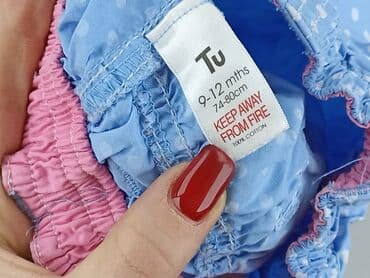 Tu
9-12 mths
74-80cm
KEEP AWAY
FROM FIRE
100% COTTON